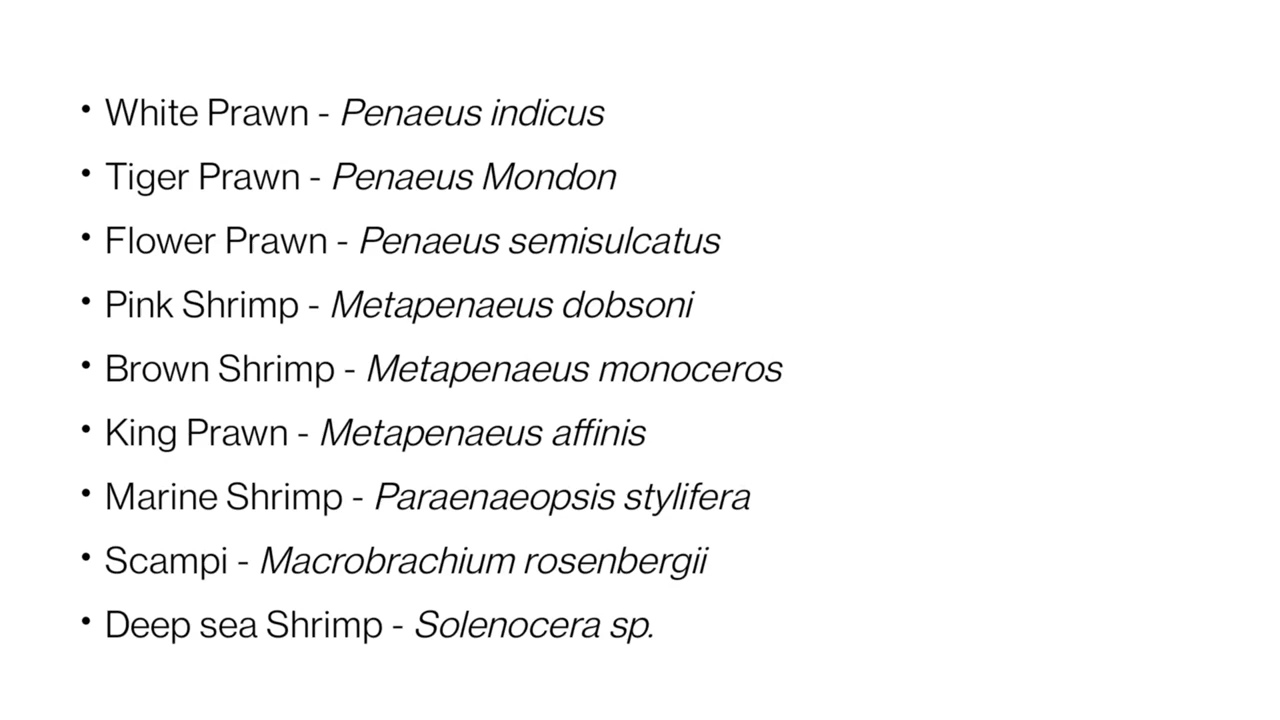 • White Prawn - Penaeus indicus
• Tiger Prawn - Penaeus Mondon
• Flower Prawn - Penaeus semisulcatus
• Pink Shrimp - Metapenaeus dobsoni
• Brown Shrimp - Metapenaeus monoceros
• King Prawn - Metapenaeus affinis
• Marine Shrimp - Paraenaeopsis stylifera
• Scampi - Macrobrachium rosenbergii
• Deep sea Shrimp - Solenocera sp.